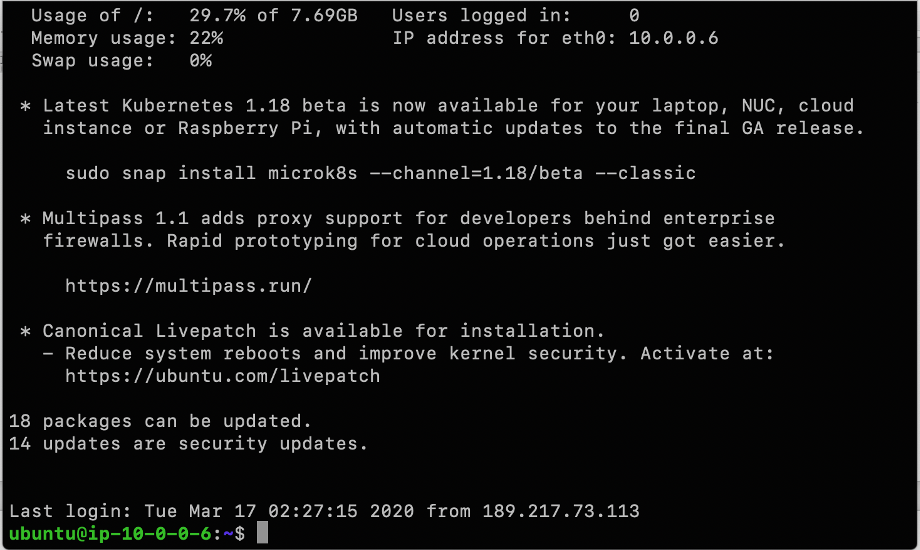 Usage of /:   29.7% of 7.69GB   Users logged in:     0
Memory usage: 22%               IP address for eth0: 10.0.0.6
Swap usage:   0%
* Latest Kubernetes 1.18 beta is now available for your laptop, NUC, cloud
instance or Raspberry Pi, with automatic updates to the final GA release.
sudo snap install microk8s --channel=1.18/beta --classic
* Multipass 1.1 adds proxy support for developers behind enterprise
firewalls. Rapid prototyping for cloud operations just got easier.
https://multipass.run/
* Canonical Livepatch is available for installation.
- Reduce system reboots and improve kernel security. Activate at:
https://ubuntu.com/livepatch
18 packages can be updated.
14 updates are security updates.
Last login: Tue Mar 17 02:27:15 2020 from 189.217.73.113
ubuntu@ip-10-0-0-6:~$